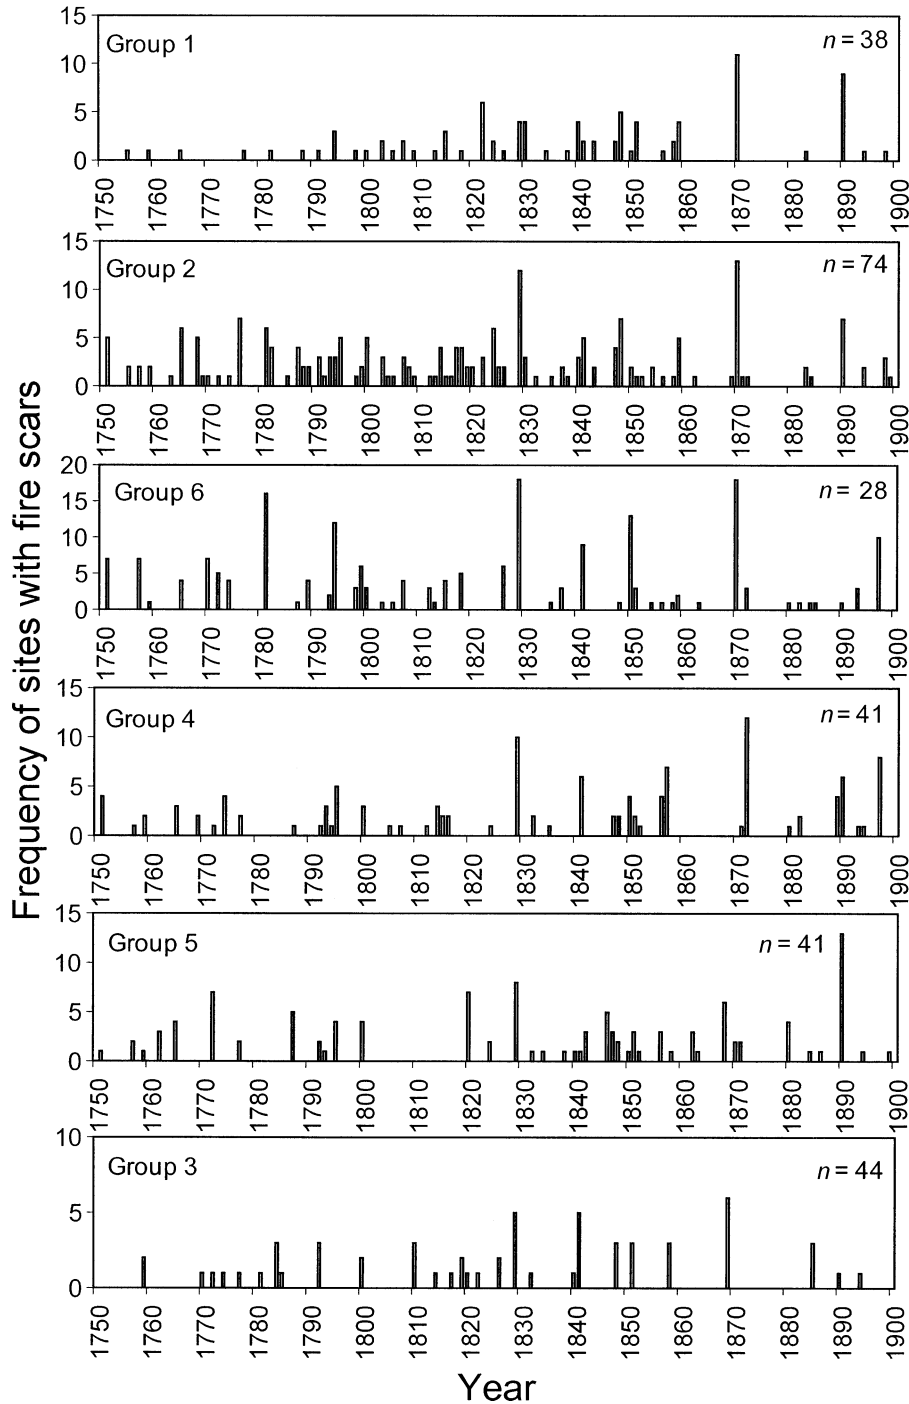 Frequency of sites with fire scars
Group 1
n = 38
15
10
5
0
1750 1760 1770 1780 1790 1800 1810 1820 1830 1840 1850 1860 1870 1880 1890 1900
Group 2
n = 74
15
10
5
0
1750 1760 1770 1780 1790 1800 1810 1820 1830 1840 1850 1860 1870 1880 1890 1900
Group 6
n = 28
20
15
10
5
0
1750 1760 1770 1780 1790 1800 1810 1820 1830 1840 1850 1860 1870 1880 1890 1900
Group 4
n = 41
15
10
5
0
1750 1760 1770 1780 1790 1800 1810 1820 1830 1840 1850 1860 1870 1880 1890 1900
Group 5
n = 41
15
10
5
0
1750 1760 1770 1780 1790 1800 1810 1820 1830 1840 1850 1860 1870 1880 1890 1900
Group 3
n = 44
10
5
0
1750 1760 1770 1780 1790 1800 1810 1820 1830 1840 1850 1860 1870 1880 1890 1900
Year